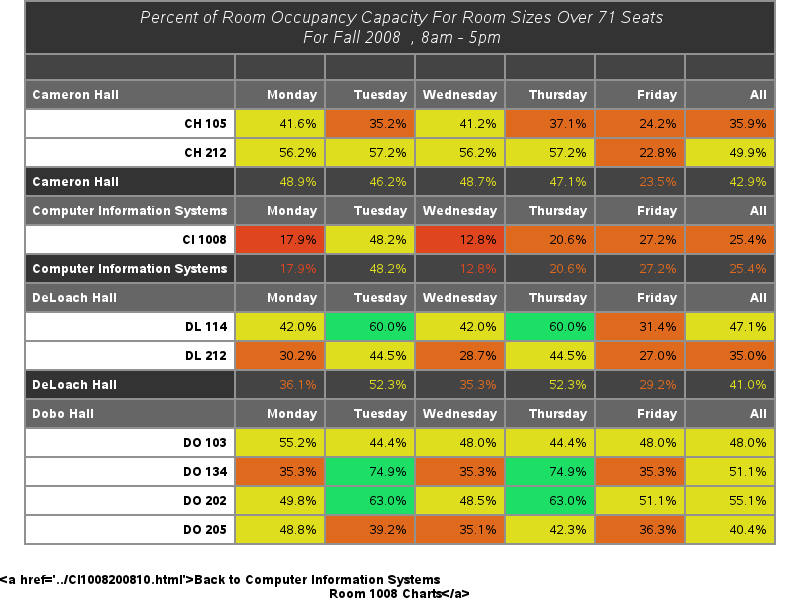 Percent of Room Occupancy Capacity For Room Sizes Over 71 Seats
For Fall 2008 , 8am - 5pm
Cameron Hall Monday Tuesday Wednesday Thursday Friday All
CH 105 41.6% 35.2% 41.2% 37.1% 24.2% 35.9%
CH 212 56.2% 57.2% 56.2% 57.2% 22.8% 49.9%
Cameron Hall 48.9% 46.2% 48.7% 47.1% 23.5% 42.9%
Computer Information Systems Monday Tuesday Wednesday Thursday Friday All
CI 1008 17.9% 48.2% 12.8% 20.6% 27.2% 25.4%
Computer Information Systems 17.9% 48.2% 12.8% 20.6% 27.2% 25.4%
DeLoach Hall Monday Tuesday Wednesday Thursday Friday All
DL 114 42.0% 60.0% 42.0% 60.0% 31.4% 47.1%
DL 212 30.2% 44.5% 28.7% 44.5% 27.0% 35.0%
DeLoach Hall 36.1% 52.3% 35.3% 52.3% 29.2% 41.0%
Dobo Hall Monday Tuesday Wednesday Thursday Friday All
DO 103 55.2% 44.4% 48.0% 44.4% 48.0% 48.0%
DO 134 35.3% 74.9% 35.3% 74.9% 35.3% 51.1%
DO 202 49.8% 63.0% 48.5% 63.0% 51.1% 55.1%
DO 205 48.8% 39.2% 35.1% 42.3% 36.3% 40.4%
<a href='../CI1008200810.html'>Back to Computer Information Systems
Room 1008 Charts</a>